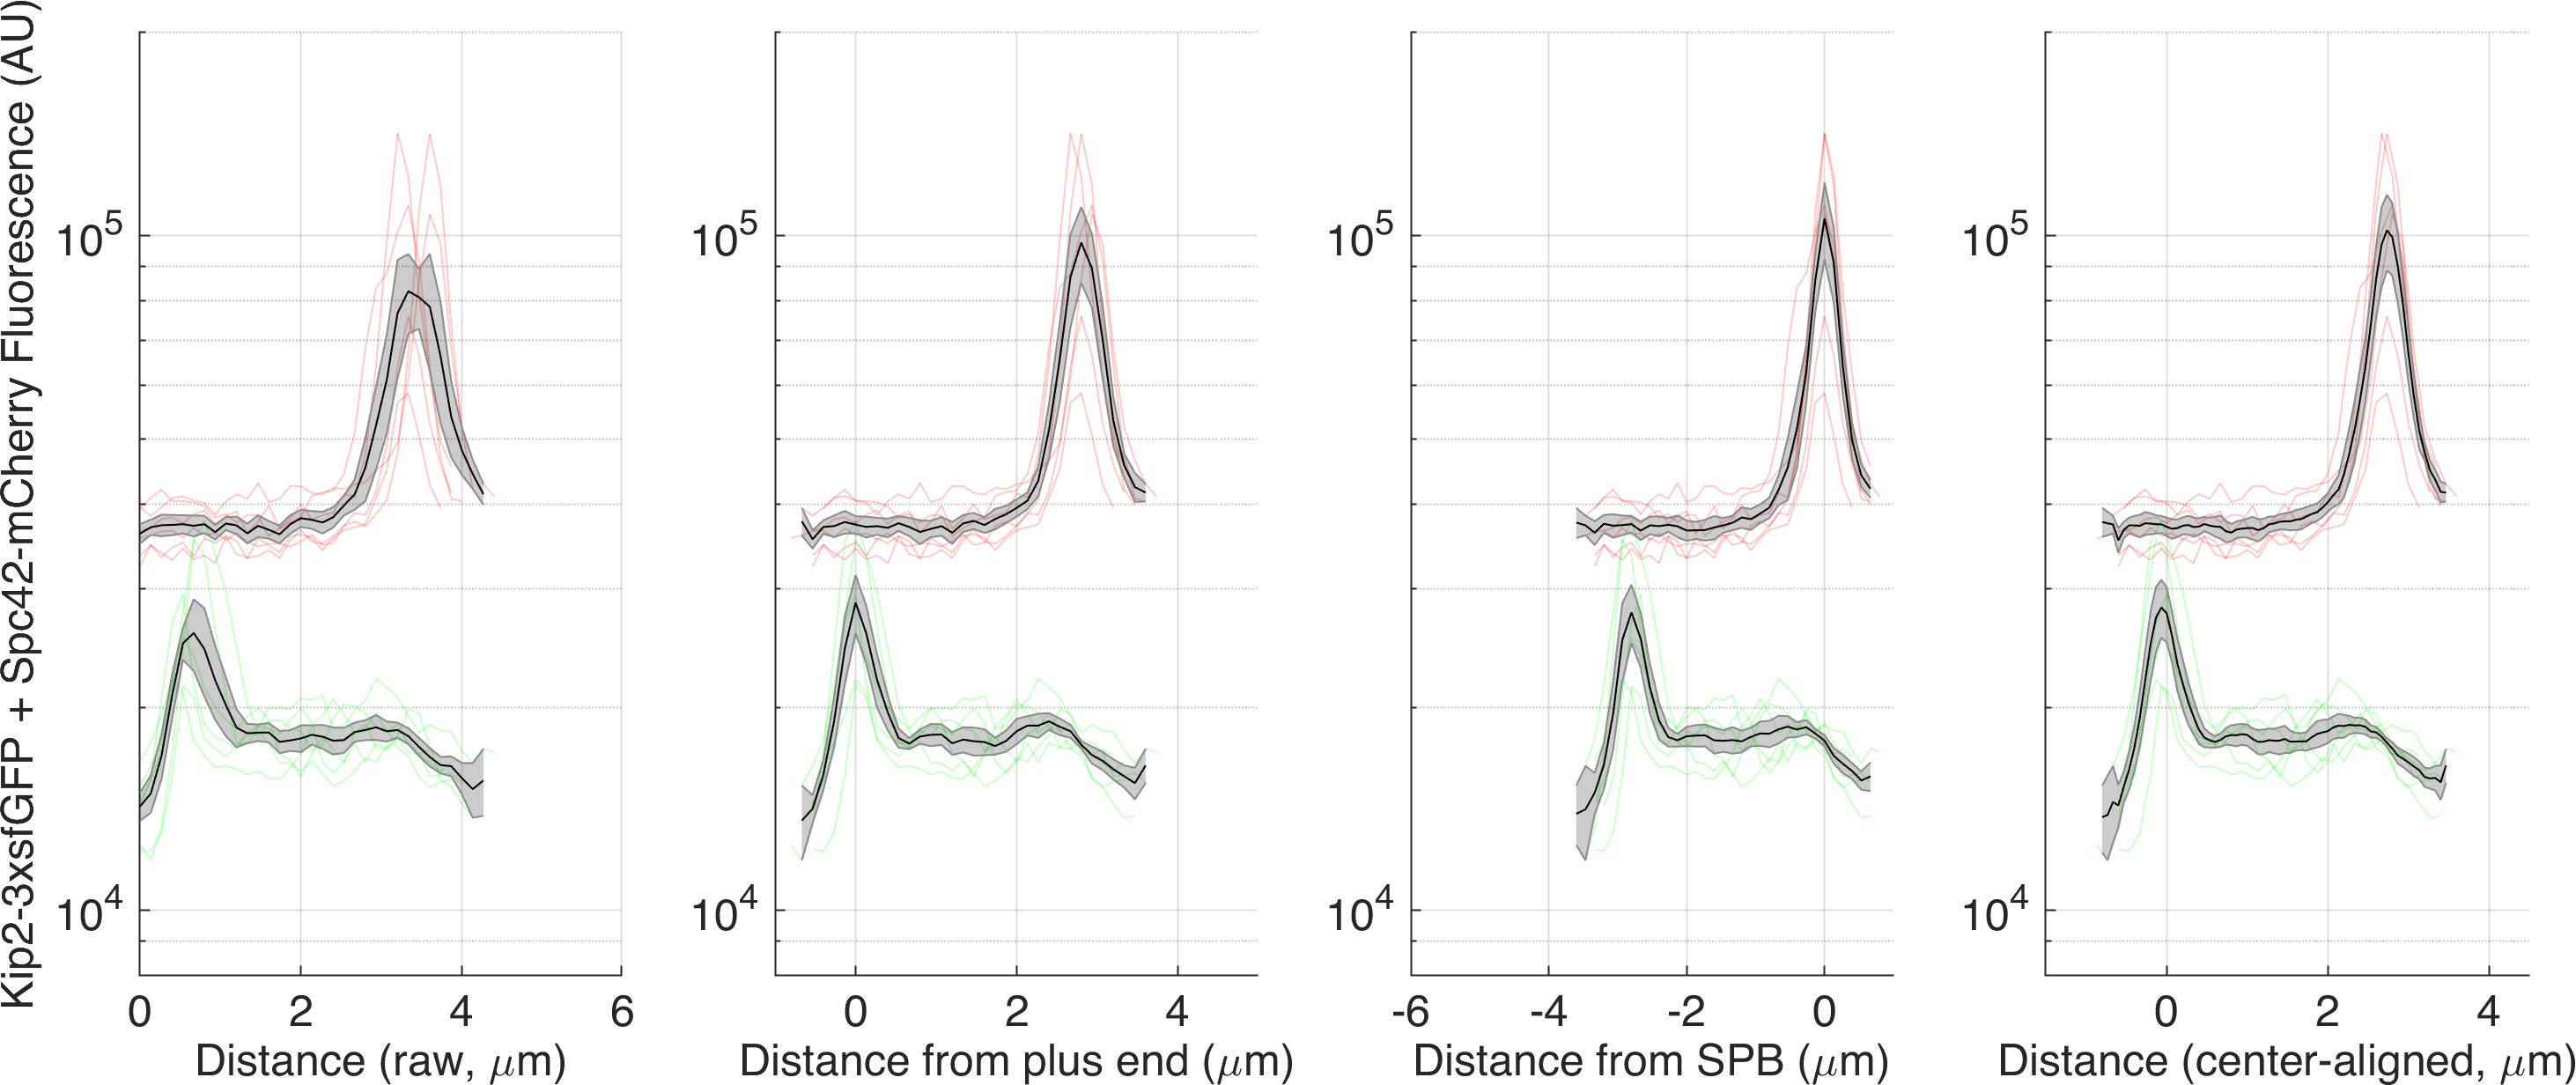 Kip2-3xsfGFP + Spc42-mCherry Fluorescence (AU)
10^5
10^4
0 2 4 6
Distance (raw, μm)
10^5
10^4
0 2 4
Distance from plus end (μm)
10^5
10^4
-6 -4 -2 0
Distance from SPB (μm)
10^5
10^4
0 2 4
Distance (center-aligned, μm)